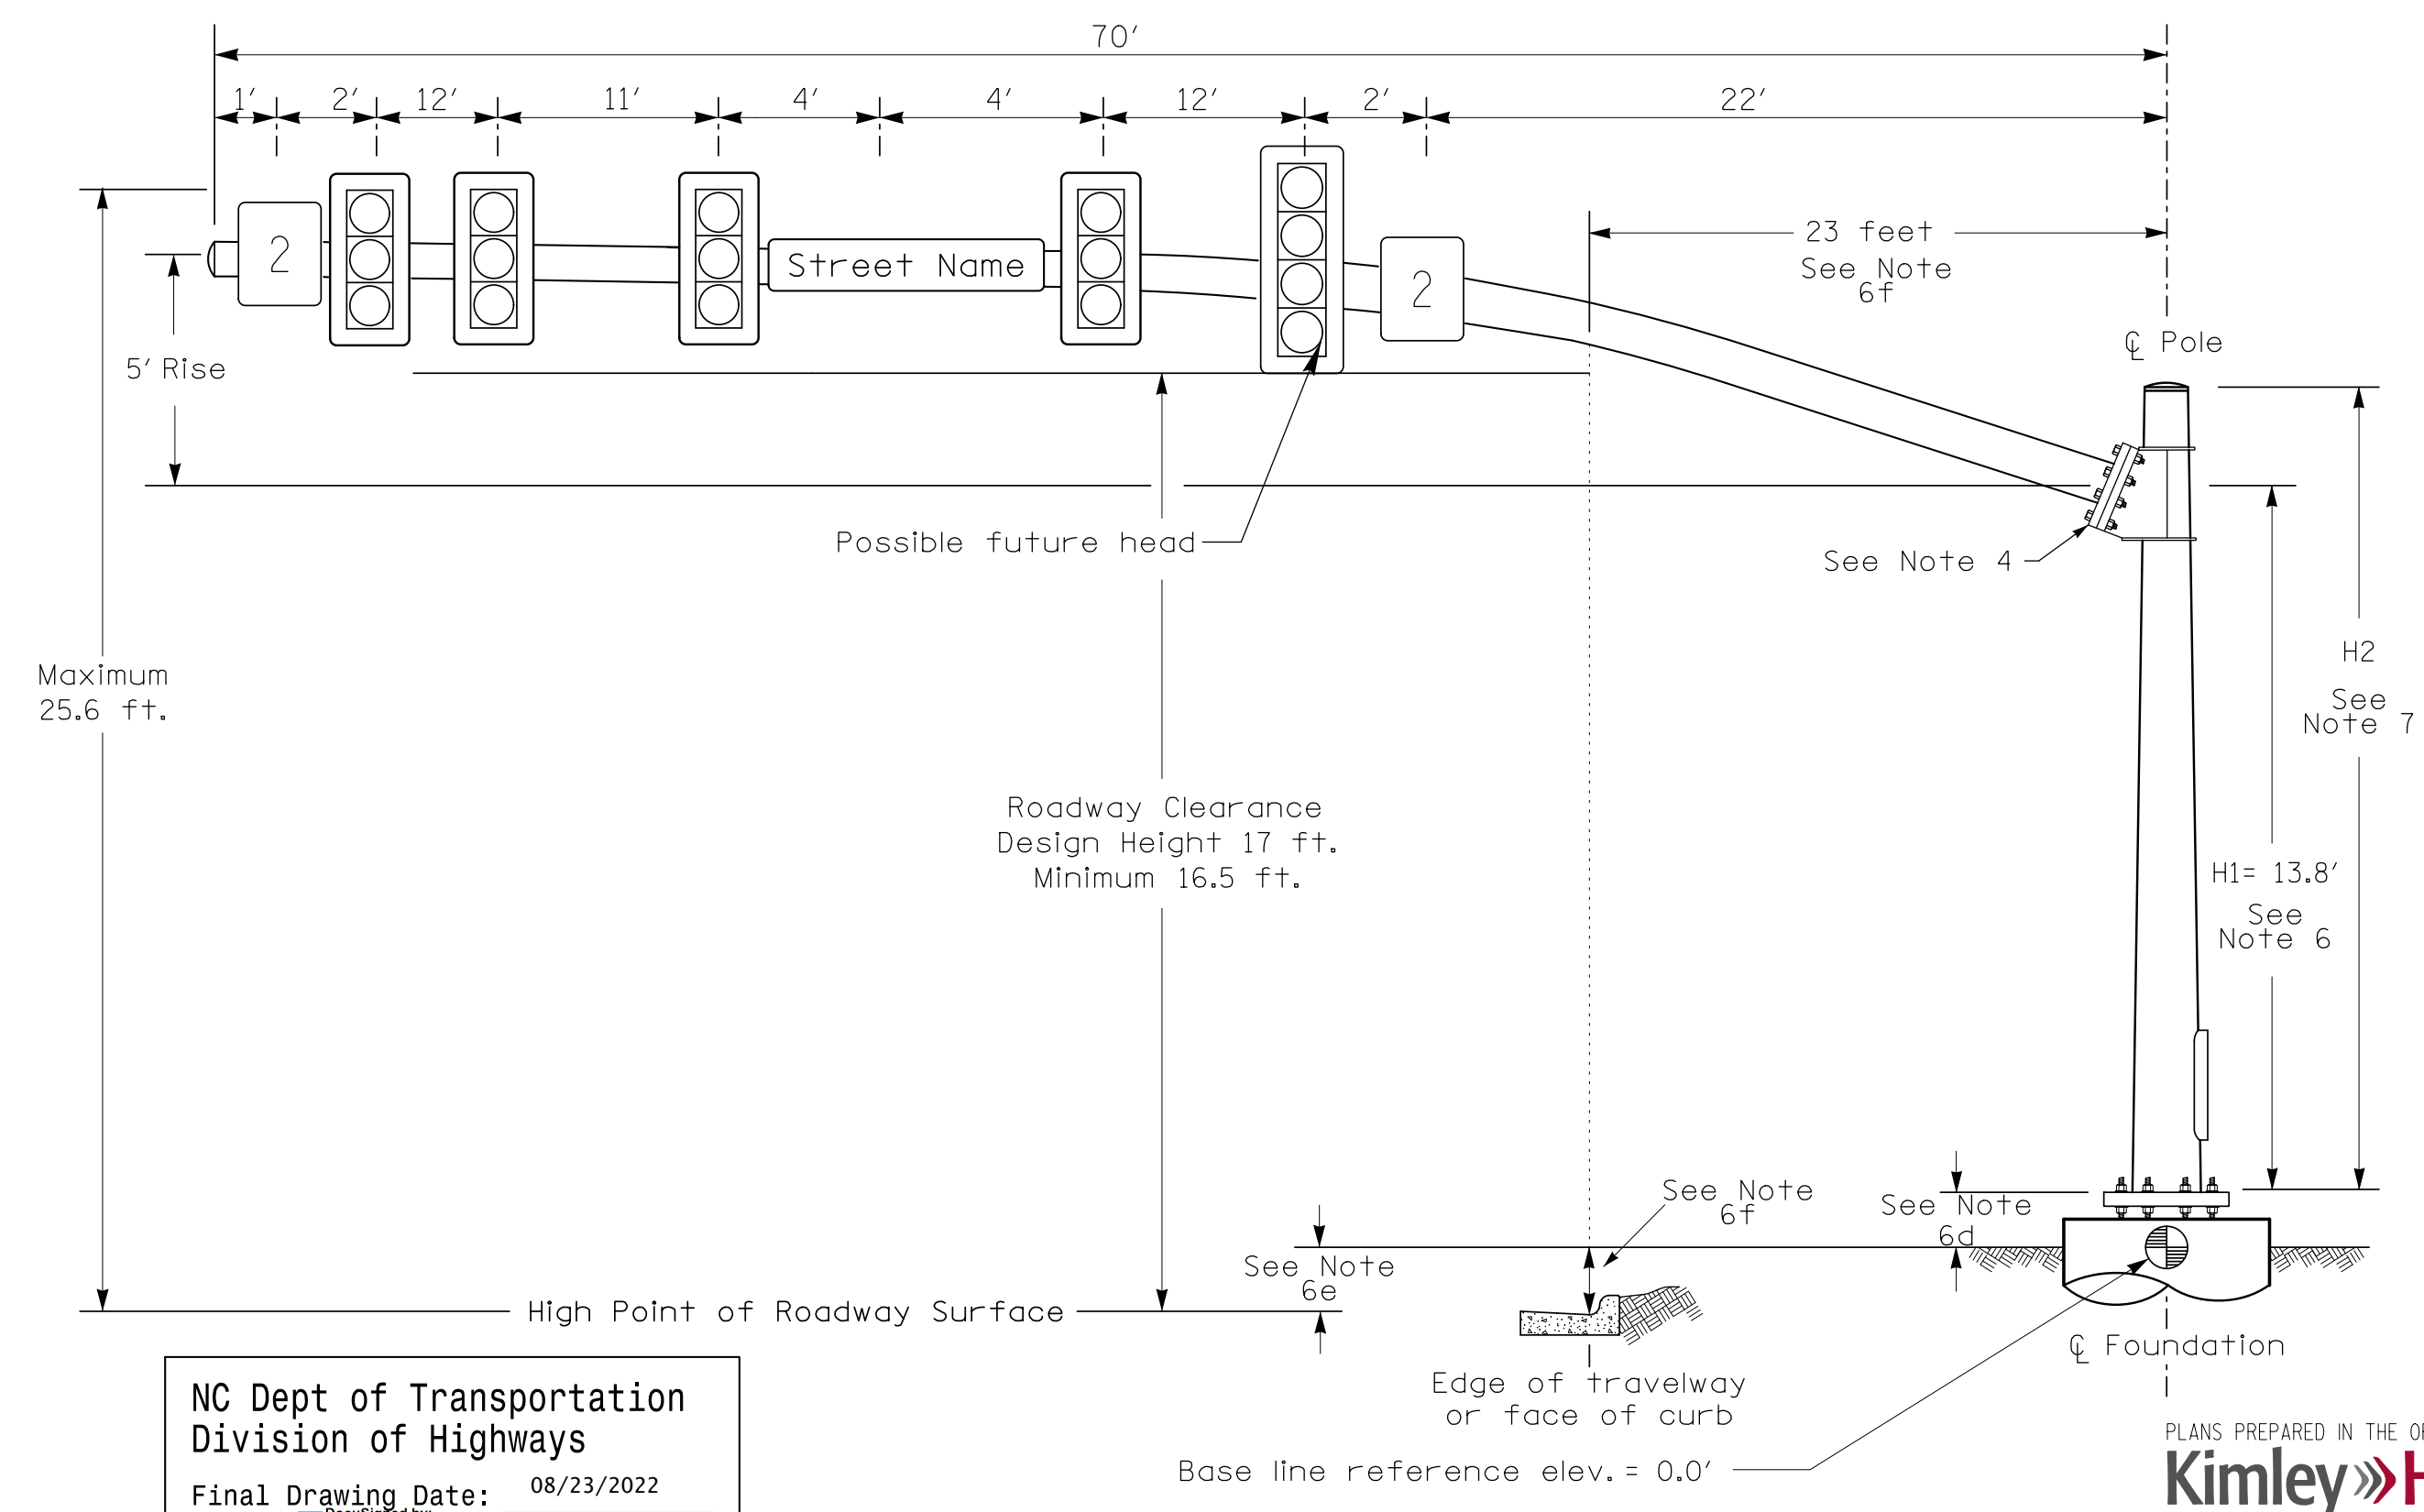 70'
1' 2' 12' 11' 4' 4' 12' 2' 22'
23 feet
See Note
6f
2
Street Name
2
℄ Pole
5' Rise
Possible future head
See Note 4
Maximum
25.6 ft.
H2
See
Note 7
Roadway Clearance
Design Height 17 ft.
Minimum 16.5 ft.
H1= 13.8'
See
Note 6
See Note
6f
See Note
6d
See Note
6e
High Point of Roadway Surface
℄ Foundation
Edge of travelway
or face of curb
Base line reference elev. = 0.0'
NC Dept of Transportation
Division of Highways
Final Drawing Date: 08/23/2022
PLANS PREPARED IN THE
Kimley